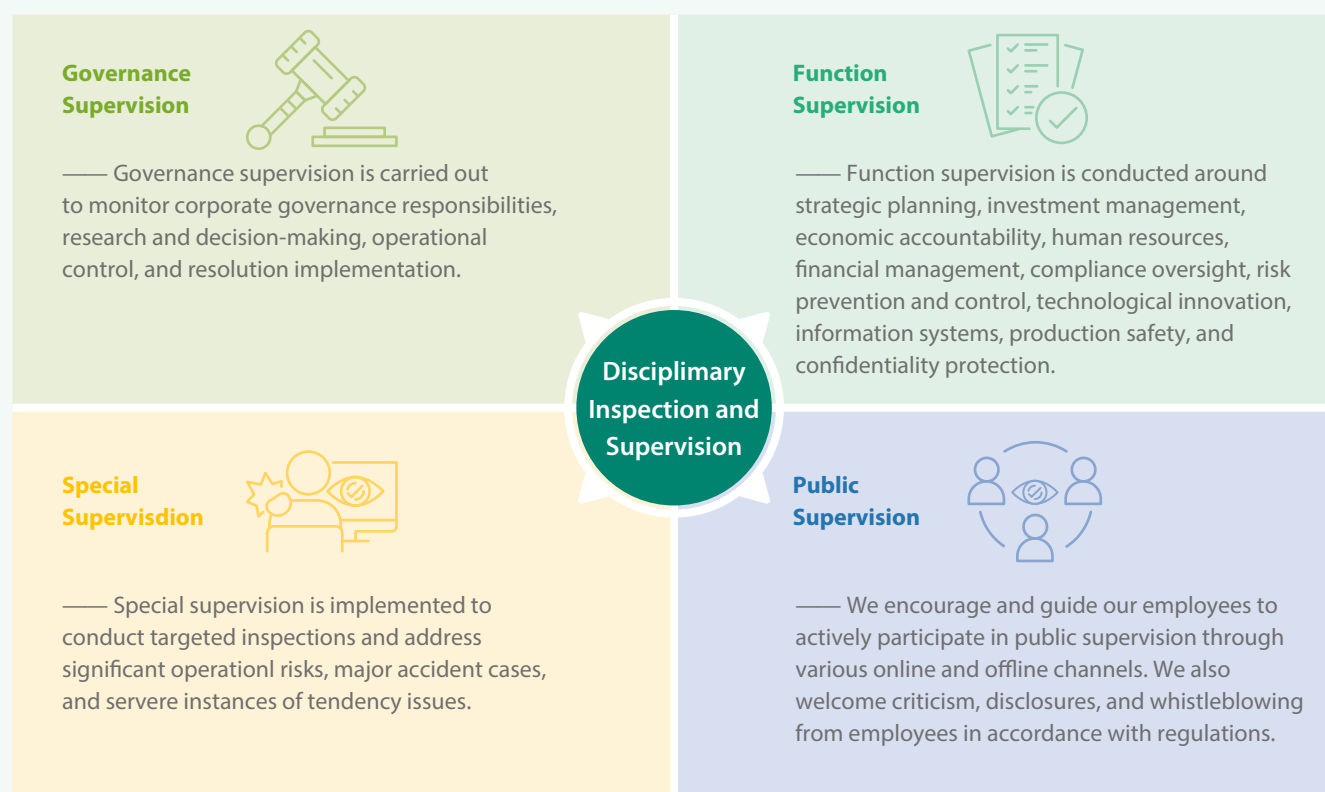 Governance
Supervision
—— Governance supervision is carried out
to monitor corporate governance responsibilities,
research and decision-making, operational
control, and resolution implementation.
Function
Supervision
—— Function supervision is conducted around
strategic planning, investment management,
economic accountability, human resources,
financial management, compliance oversight, risk
prevention and control, technological innovation,
information systems, production safety, and
confidentiality protection.
Disciplimary
Inspection and
Supervision
Special
Supervisdion
—— Special supervision is implemented to
conduct targeted inspections and address
significant operationl risks, major accident cases,
and servere instances of tendency issues.
Public
Supervision
—— We encourage and guide our employees to
actively participate in public supervision through
various online and offline channels. We also
welcome criticism, disclosures, and whistleblowing
from employees in accordance with regulations.